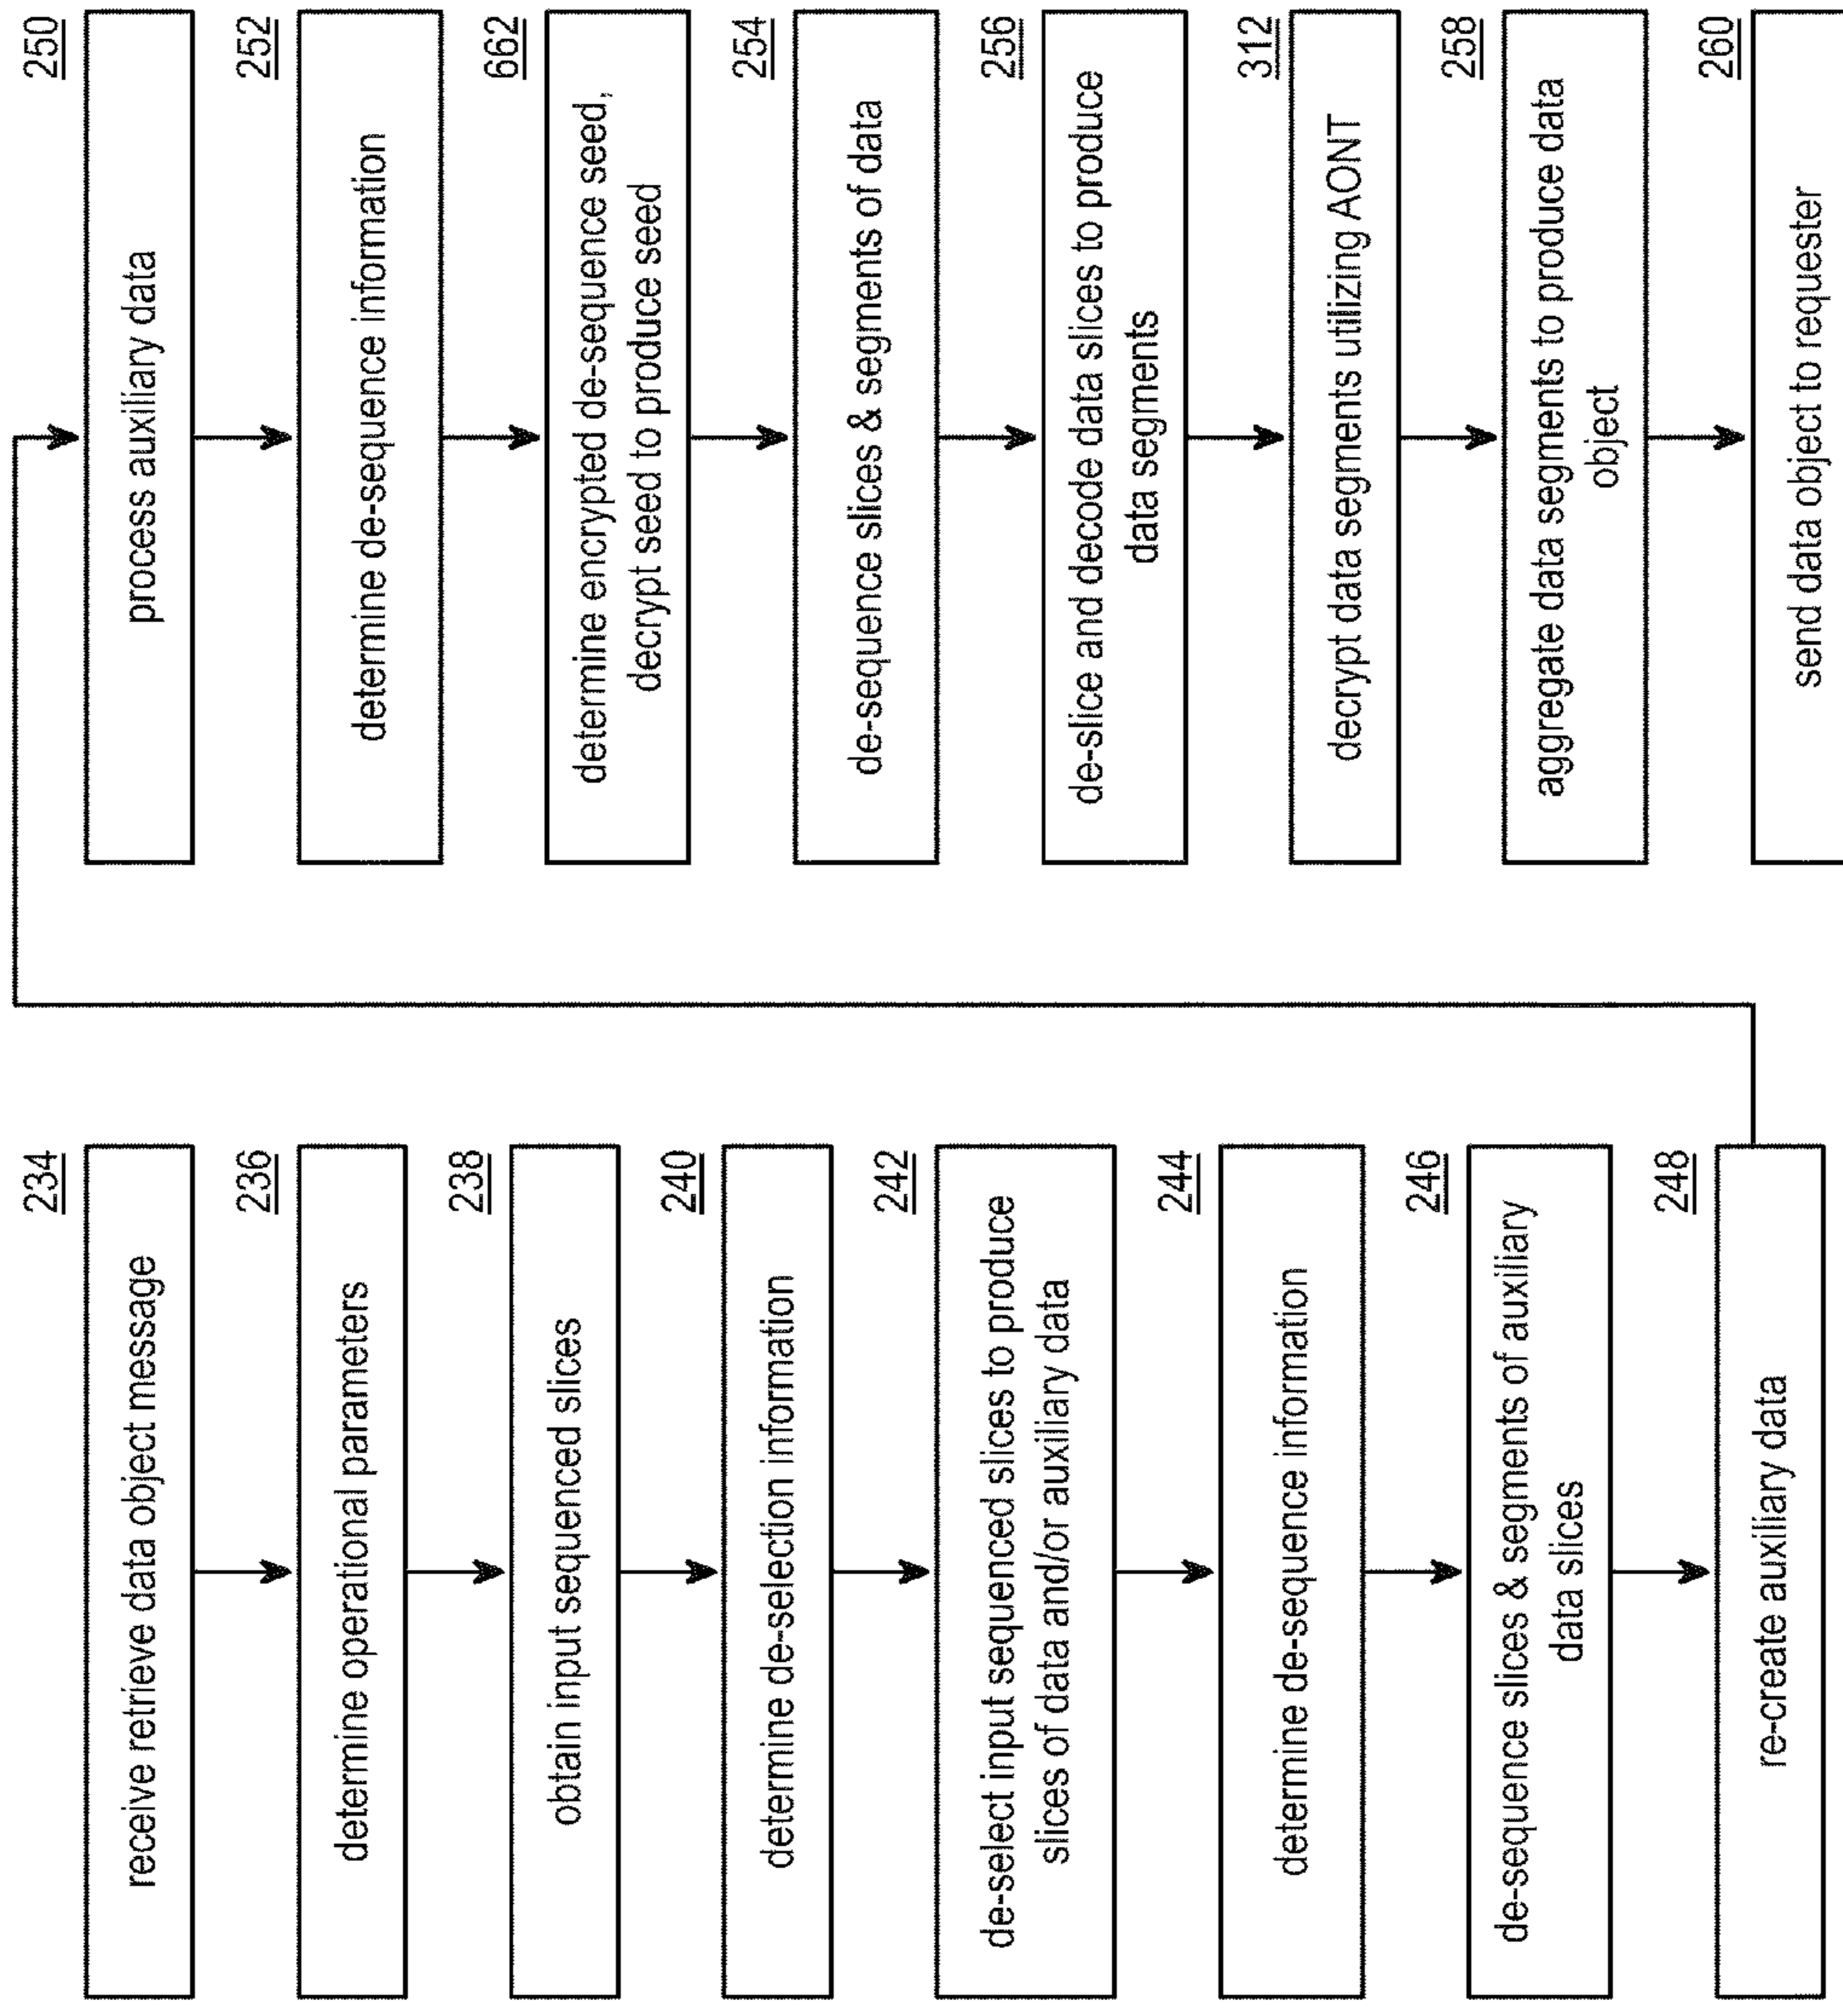 234
receive retrieve data object message
236
determine operational parameters
238
obtain input sequenced slices
240
determine de-selection information
242
de-select input sequenced slices to produce
slices of data and/or auxiliary data
244
determine de-sequence information
246
de-sequence slices & segments of auxiliary
data slices
248
re-create auxiliary data
250
process auxiliary data
252
determine de-sequence information
662
determine encrypted de-sequence seed,
decrypt seed to produce seed
254
de-sequence slices & segments of data
256
de-slice and decode data slices to produce
data segments
312
decrypt data segments utilizing AONT
258
aggregate data segments to produce data
object
260
send data object to requester